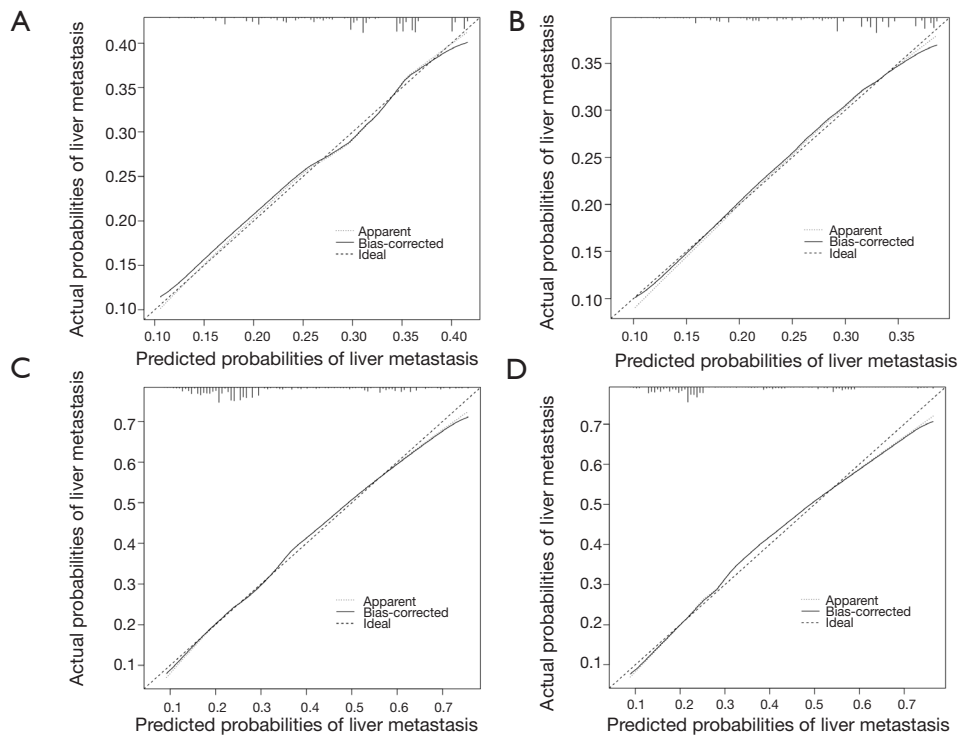 A
Actual probabilities of liver metastasis
0.40
0.35
0.30
0.25
0.20
0.15
0.10
Apparent
Bias-corrected
Ideal
0.10 0.15 0.20 0.25 0.30 0.35 0.40
Predicted probabilities of liver metastasis
B
Actual probabilities of liver metastasis
0.35
0.30
0.25
0.20
0.15
0.10
Apparent
Bias-corrected
Ideal
0.10 0.15 0.20 0.25 0.30 0.35
Predicted probabilities of liver metastasis
C
Actual probabilities of liver metastasis
0.7
0.6
0.5
0.4
0.3
0.2
0.1
Apparent
Bias-corrected
Ideal
0.1 0.2 0.3 0.4 0.5 0.6 0.7
Predicted probabilities of liver metastasis
D
Actual probabilities of liver metastasis
0.7
0.6
0.5
0.4
0.3
0.2
0.1
Apparent
Bias-corrected
Ideal
0.1 0.2 0.3 0.4 0.5 0.6 0.7
Predicted probabilities of liver metastasis